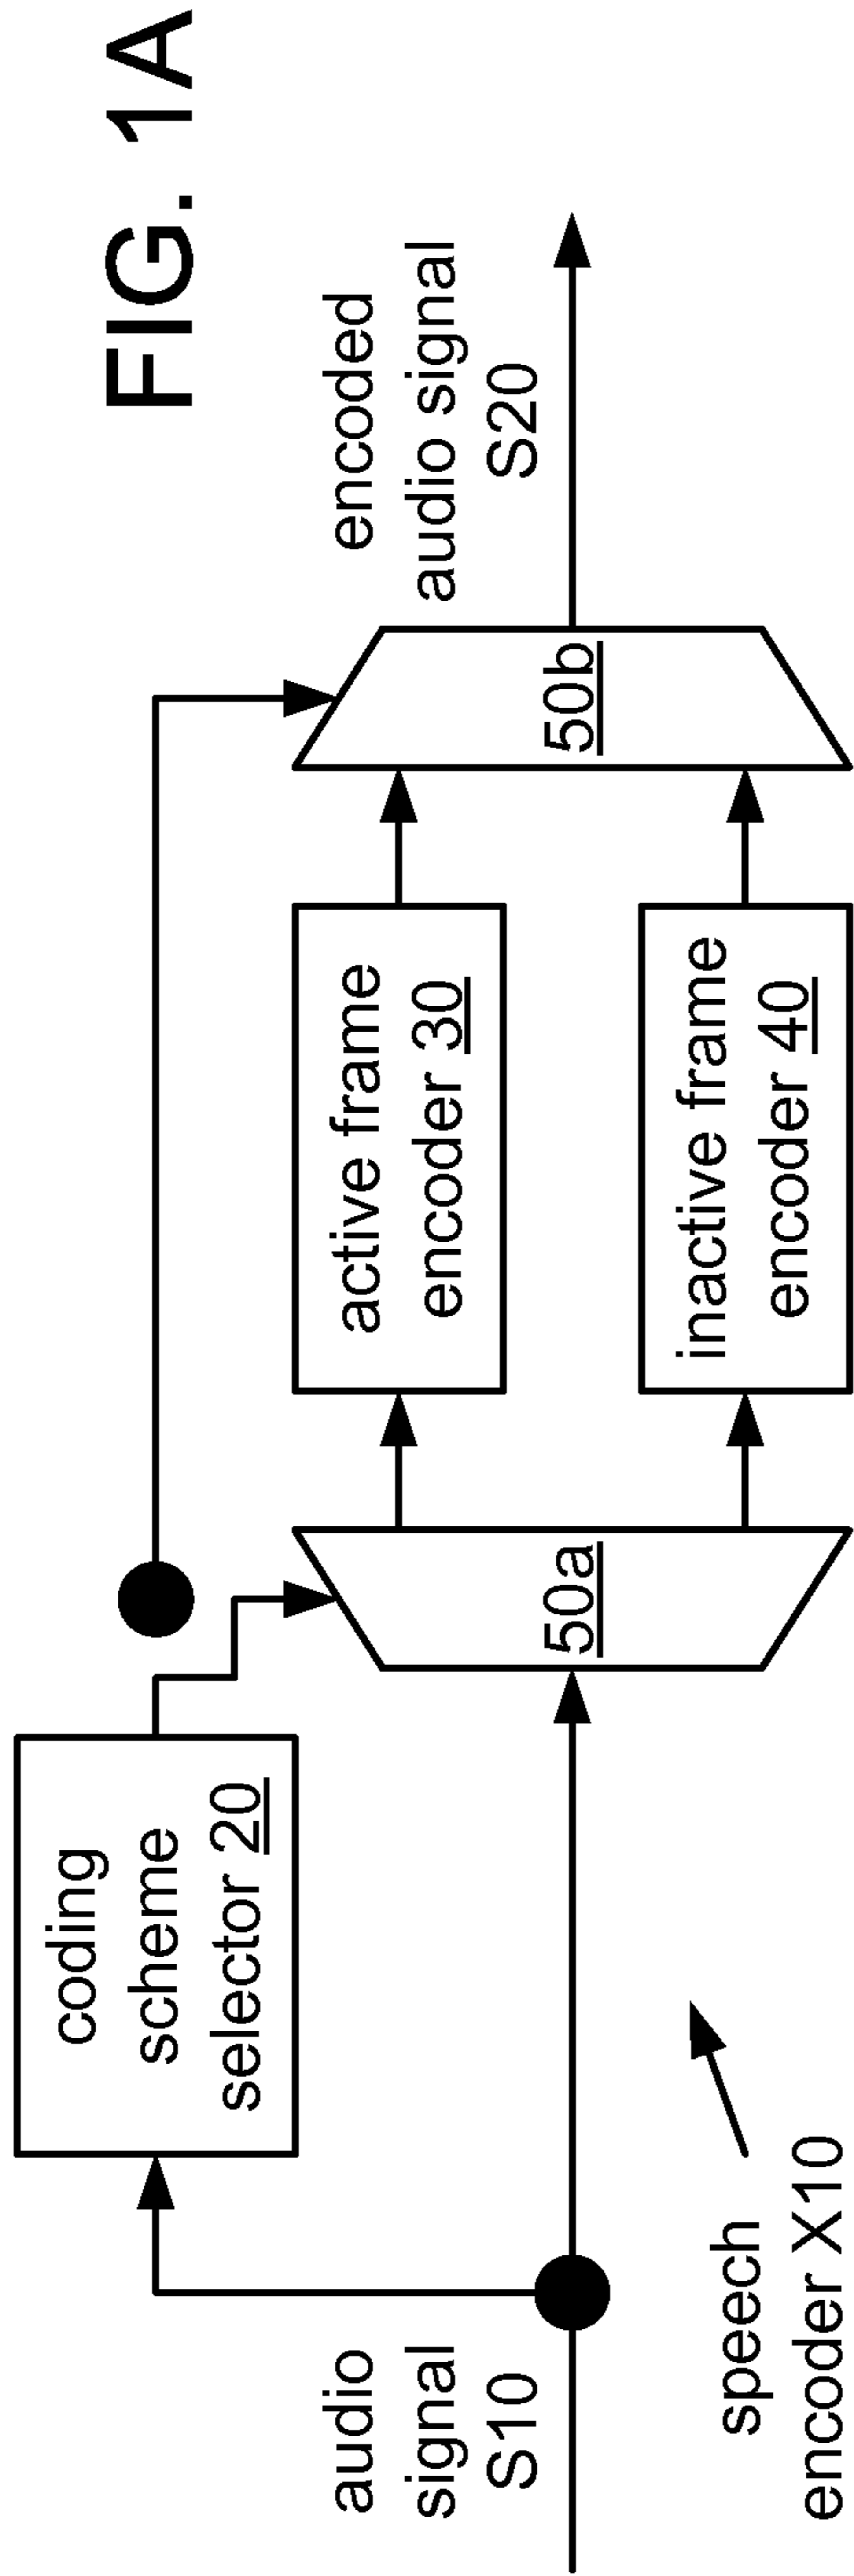 FIG. 1A
coding
scheme
selector 20
audio
signal
S10
50a
active frame
encoder 30
inactive frame
encoder 40
50b
encoded
audio signal
S20
speech
encoder X10